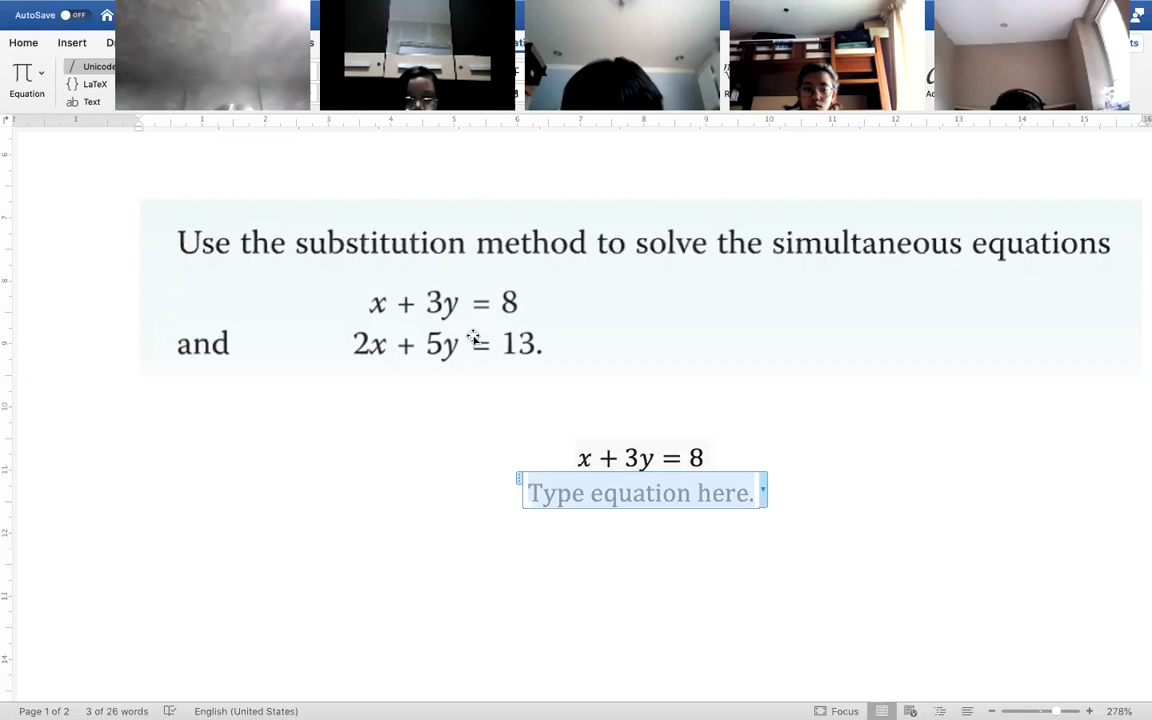 AutoSave OFF
Home Insert
Equation
Unicode
{} LaTeX
ab Text
Use the substitution method to solve the simultaneous equations
x + 3y = 8
and 2x + 5y = 13.
x + 3y = 8
Type equation here.
Page 1 of 2 3 of 26 words English (United States) Focus 278%